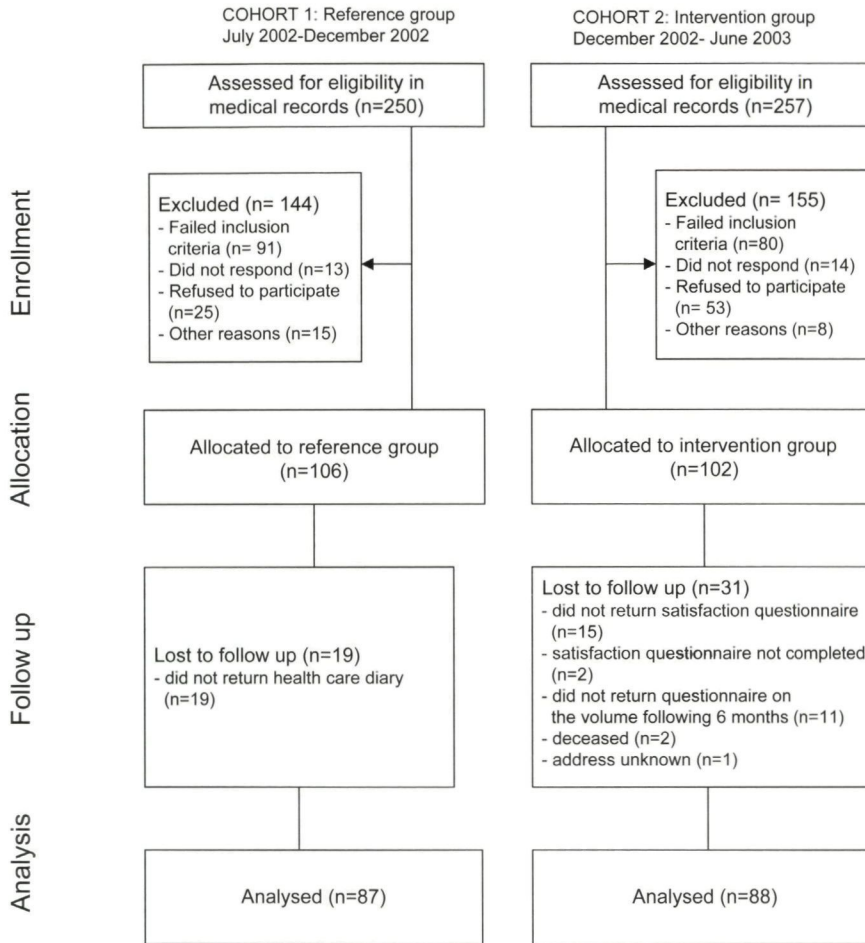 COHORT 1: Reference group
July 2002-December 2002
COHORT 2: Intervention group
December 2002- June 2003
Enrollment
Assessed for eligibility in
medical records (n=250)
Assessed for eligibility in
medical records (n=257)
Excluded (n= 144)
- Failed inclusion
criteria (n= 91)
- Did not respond (n=13)
- Refused to participate
(n=25)
- Other reasons (n=15)
Excluded (n= 155)
- Failed inclusion
criteria (n=80)
- Did not respond (n=14)
- Refused to participate
(n= 53)
- Other reasons (n=8)
Allocation
Allocated to reference group
(n=106)
Allocated to intervention group
(n=102)
Follow up
Lost to follow up (n=19)
- did not return health care diary
(n=19)
Lost to follow up (n=31)
- did not return satisfaction questionnaire
(n=15)
- satisfaction questionnaire not completed
(n=2)
- did not return questionnaire on
the volume following 6 months (n=11)
- deceased (n=2)
- address unknown (n=1)
Analysis
Analysed (n=87)
Analysed (n=88)